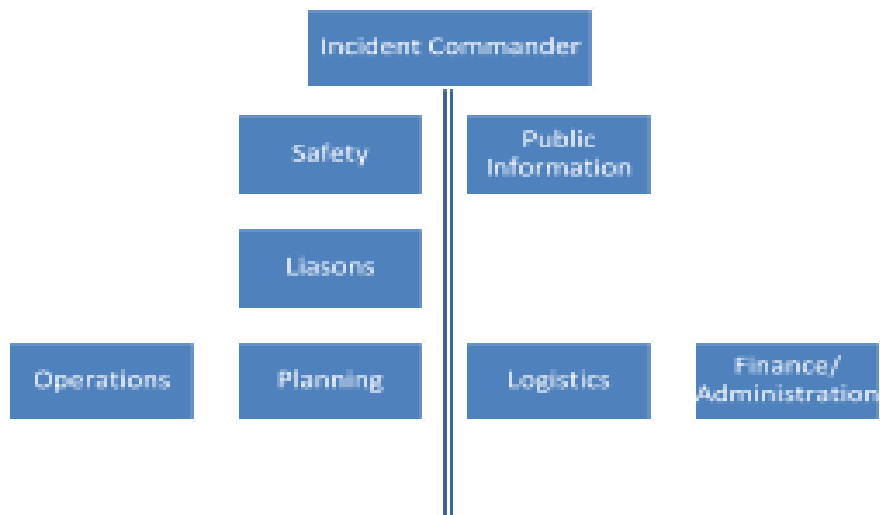 Incident Commander
Safety
Public
Information
Liasons
Operations
Planning
Logistics
Finance/
Administration